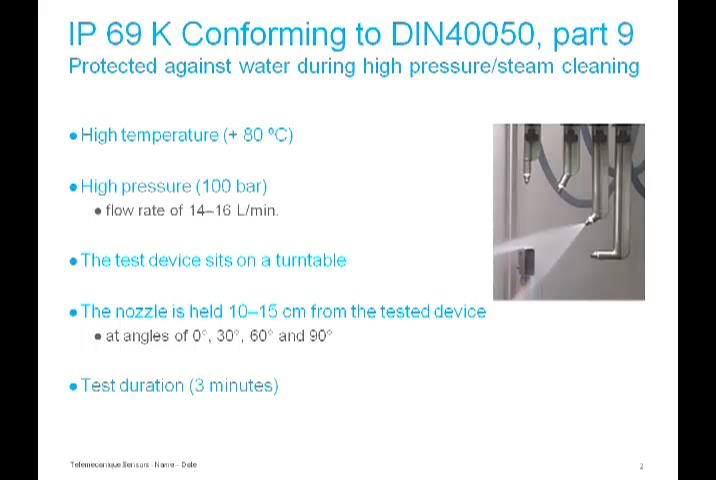 IP 69 K Conforming to DIN40050, part 9
Protected against water during high pressure/steam cleaning
● High temperature (+ 80 ºC)
● High pressure (100 bar)
● flow rate of 14–16 L/min.
● The test device sits on a turntable
● The nozzle is held 10–15 cm from the tested device
● at angles of 0°, 30°, 60° and 90°
● Test duration (3 minutes)
Telemecanique Sensors - Name – Date
2